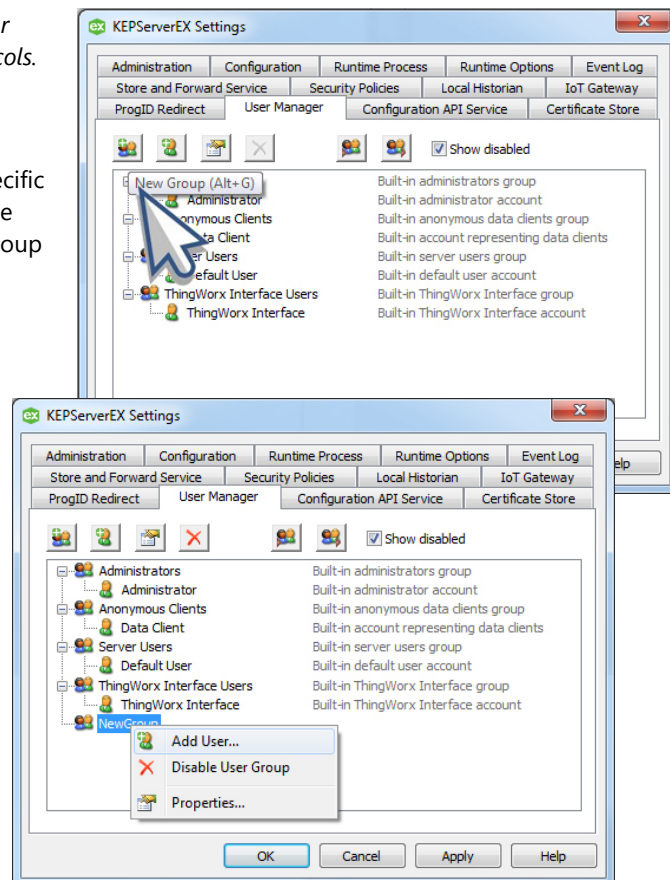 r
cols.
ecific
e
oup
KEPServerEX Settings
Administration Configuration Runtime Process Runtime Options Event Log
Store and Forward Service Security Policies Local Historian IoT Gateway
ProgID Redirect User Manager Configuration API Service Certificate Store
Show disabled
New Group (Alt+G) Built-in administrators group
Administrator Built-in administrator account
onymous Clients Built-in anonymous data clients group
ta Client Built-in account representing data clients
er Users Built-in server users group
efault User Built-in default user account
ThingWorx Interface Users Built-in ThingWorx Interface group
ThingWorx Interface Built-in ThingWorx Interface account
elp
KEPServerEX Settings
Administration Configuration Runtime Process Runtime Options Event Log
Store and Forward Service Security Policies Local Historian IoT Gateway
ProgID Redirect User Manager Configuration API Service Certificate Store
Show disabled
Administrators Built-in administrators group
Administrator Built-in administrator account
Anonymous Clients Built-in anonymous data clients group
Data Client Built-in account representing data clients
Server Users Built-in server users group
Default User Built-in default user account
ThingWorx Interface Users Built-in ThingWorx Interface group
ThingWorx Interface Built-in ThingWorx Interface account
NewGroup
Add User...
Disable User Group
Properties...
OK Cancel Apply Help